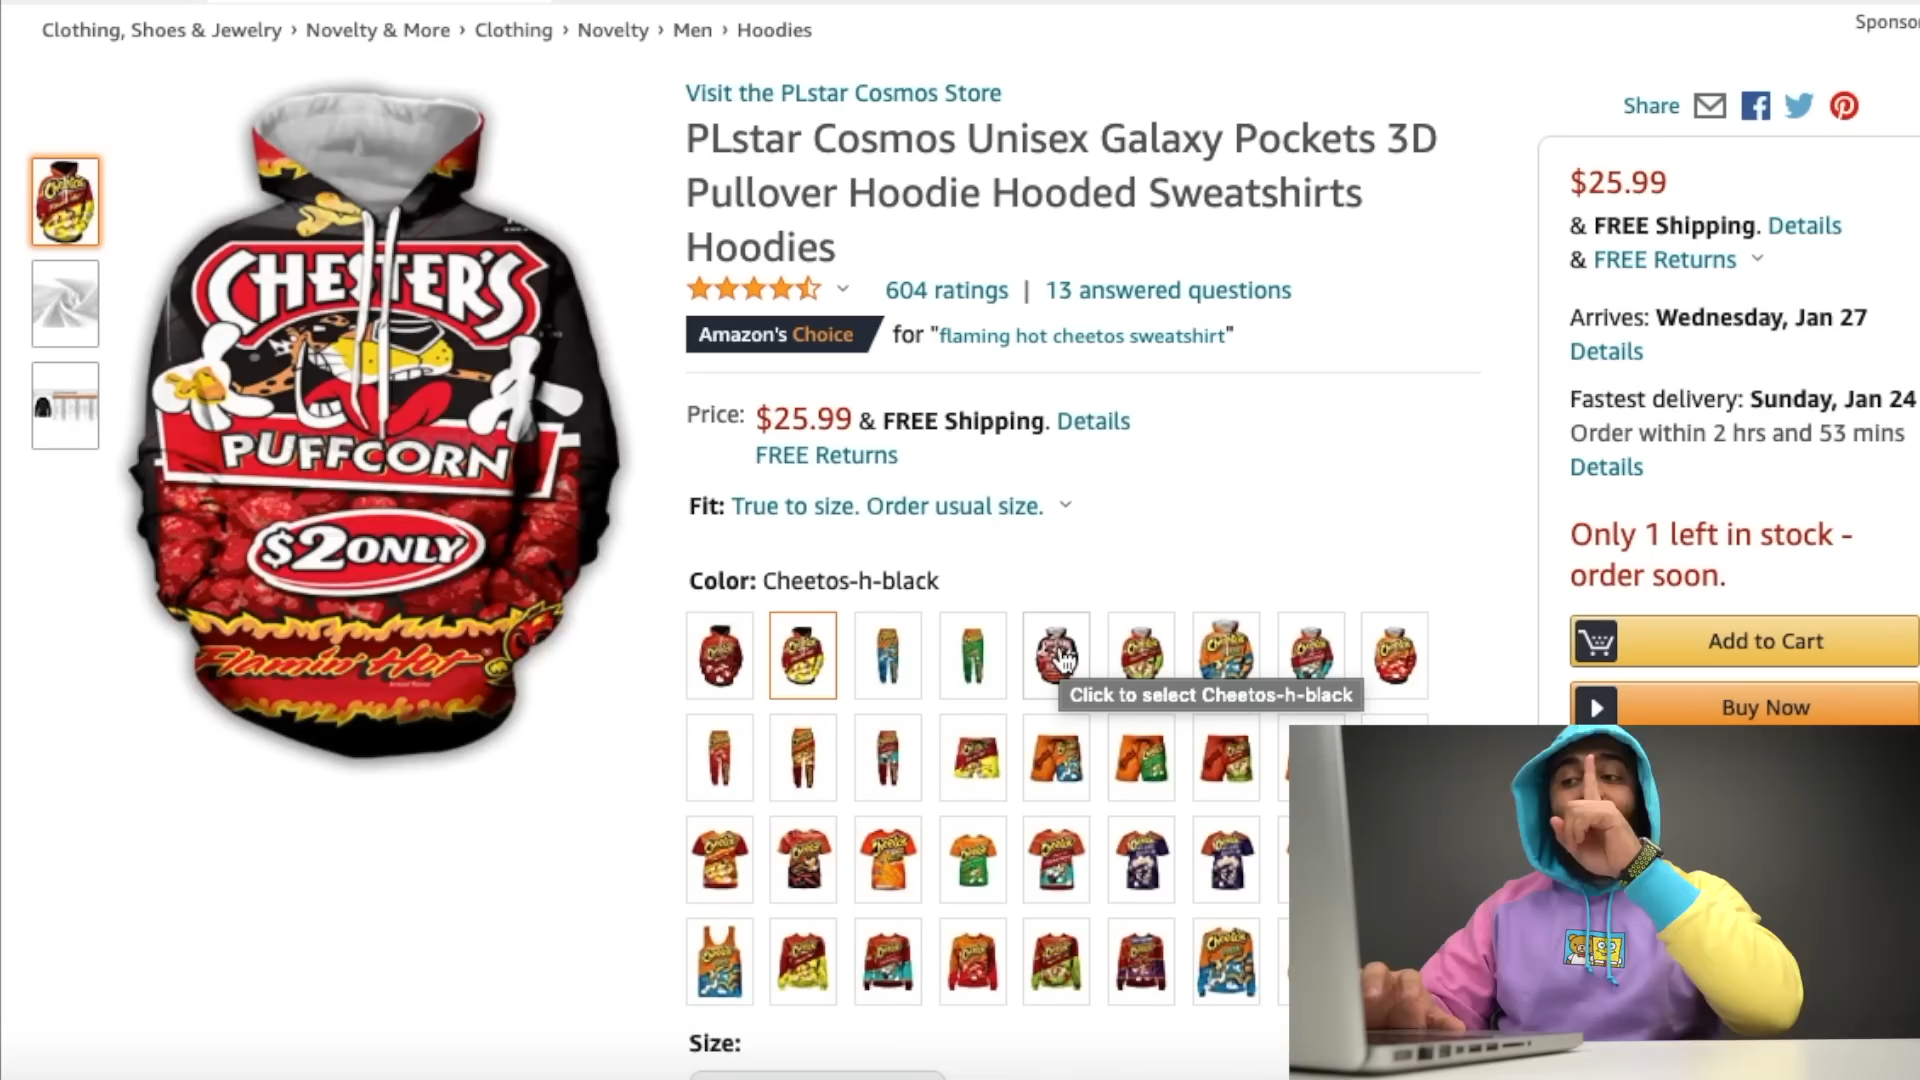 Clothing, Shoes & Jewelry › Novelty & More › Clothing › Novelty › Men › Hoodies
Sponsor
Visit the PLstar Cosmos Store
PLstar Cosmos Unisex Galaxy Pockets 3D
Pullover Hoodie Hooded Sweatshirts
Hoodies
604 ratings | 13 answered questions
Amazon's Choice for "flaming hot cheetos sweatshirt"
Price: $25.99 & FREE Shipping. Details
FREE Returns
Fit: True to size. Order usual size.
Color: Cheetos-h-black
Click to select Cheetos-h-black
Size:
CHESTER'S
PUFFCORN
$2 ONLY
Flamin' Hot
Share
$25.99
& FREE Shipping. Details
& FREE Returns
Arrives: Wednesday, Jan 27
Details
Fastest delivery: Sunday, Jan 24
Order within 2 hrs and 53 mins
Details
Only 1 left in stock -
order soon.
Add to Cart
Buy Now